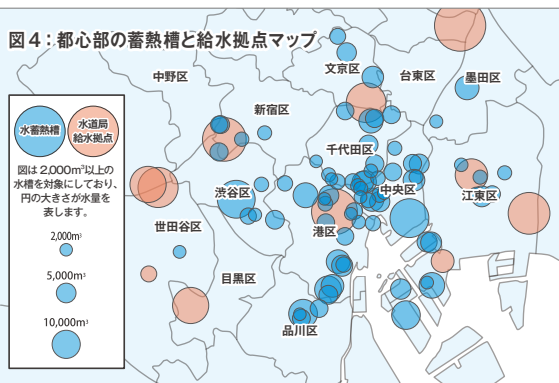 図4：都心部の蓄熱槽と給水拠点マップ
文京区
台東区
中野区
墨田区
新宿区
水蓄熱槽
水道局
給水拠点
図は2,000m³以上の
水槽を対象にしており、
円の大きさが水量を
表します。
2,000m³
5,000m³
10,000m³
千代田区
中央区
渋谷区
江東区
世田谷区
港区
目黒区
品川区